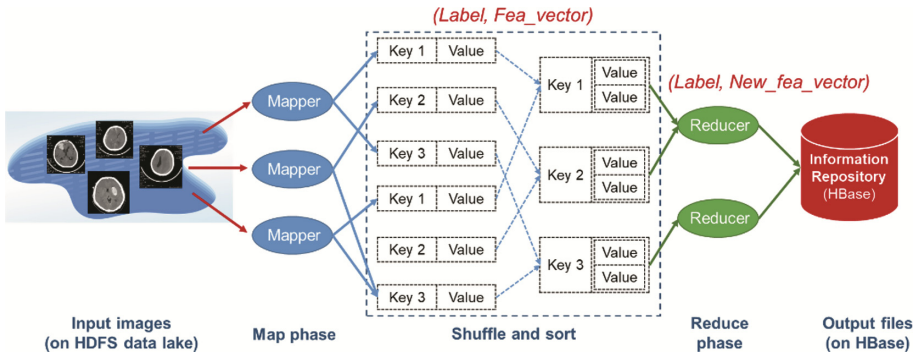 (Label, Fea_vector)
Key 1 Value
Key 2 Value
Key 3 Value
Key 1 Value
Key 2 Value
Key 3 Value
Mapper
Mapper
Mapper
Key 1 Value
Value
Key 2 Value
Value
Key 3 Value
Value
(Label, New_fea_vector)
Reducer
Reducer
Information
Repository
(HBase)
Input images
(on HDFS data lake)
Map phase
Shuffle and sort
Reduce
phase
Output files
(on HBase)